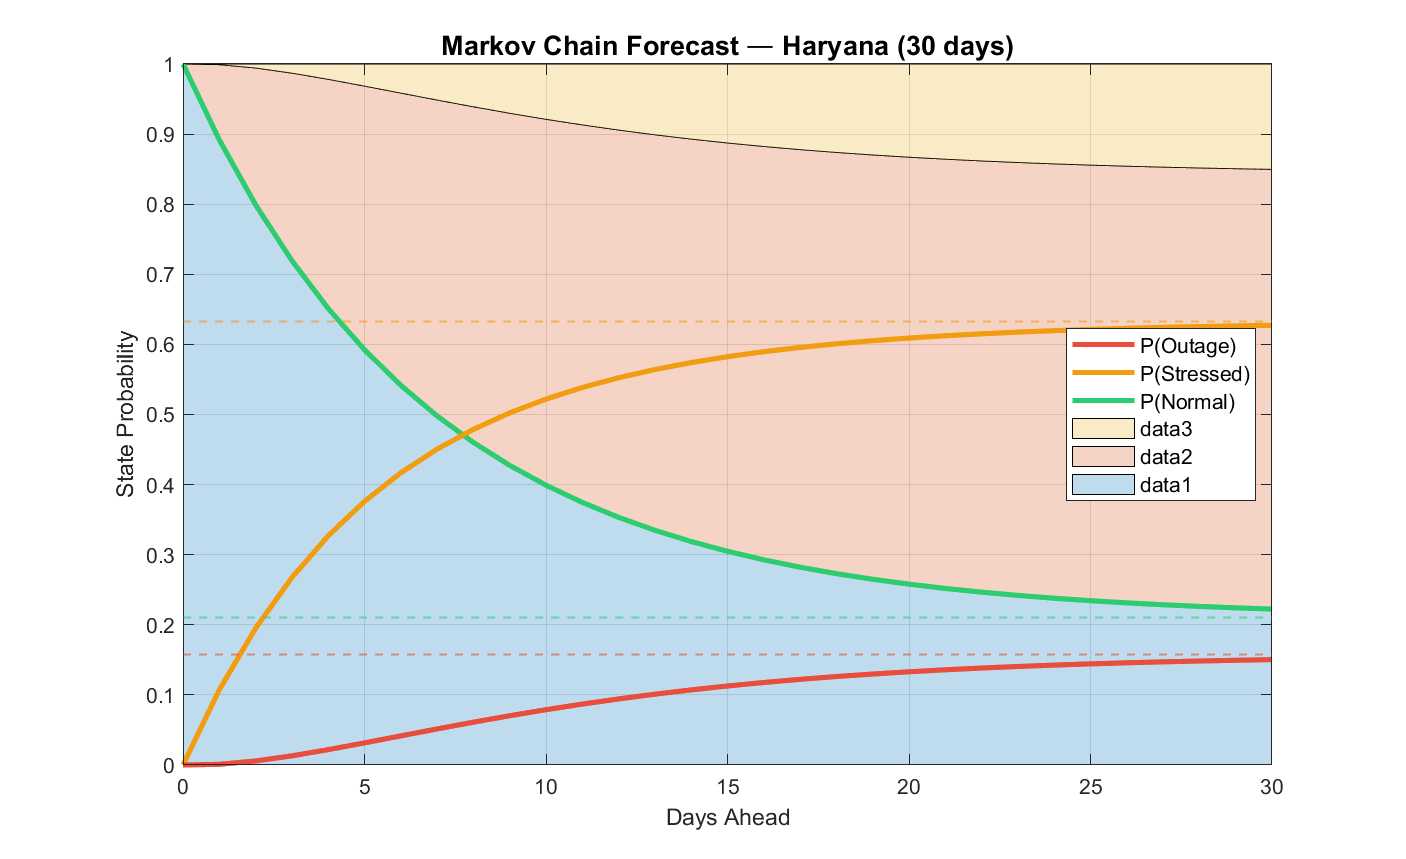 Markov Chain Forecast — Haryana (30 days)
State Probability
1
0.9
0.8
0.7
0.6
0.5
0.4
0.3
0.2
0.1
0
P(Outage)
P(Stressed)
P(Normal)
data3
data2
data1
0 5 10 15 20 25 30
Days Ahead